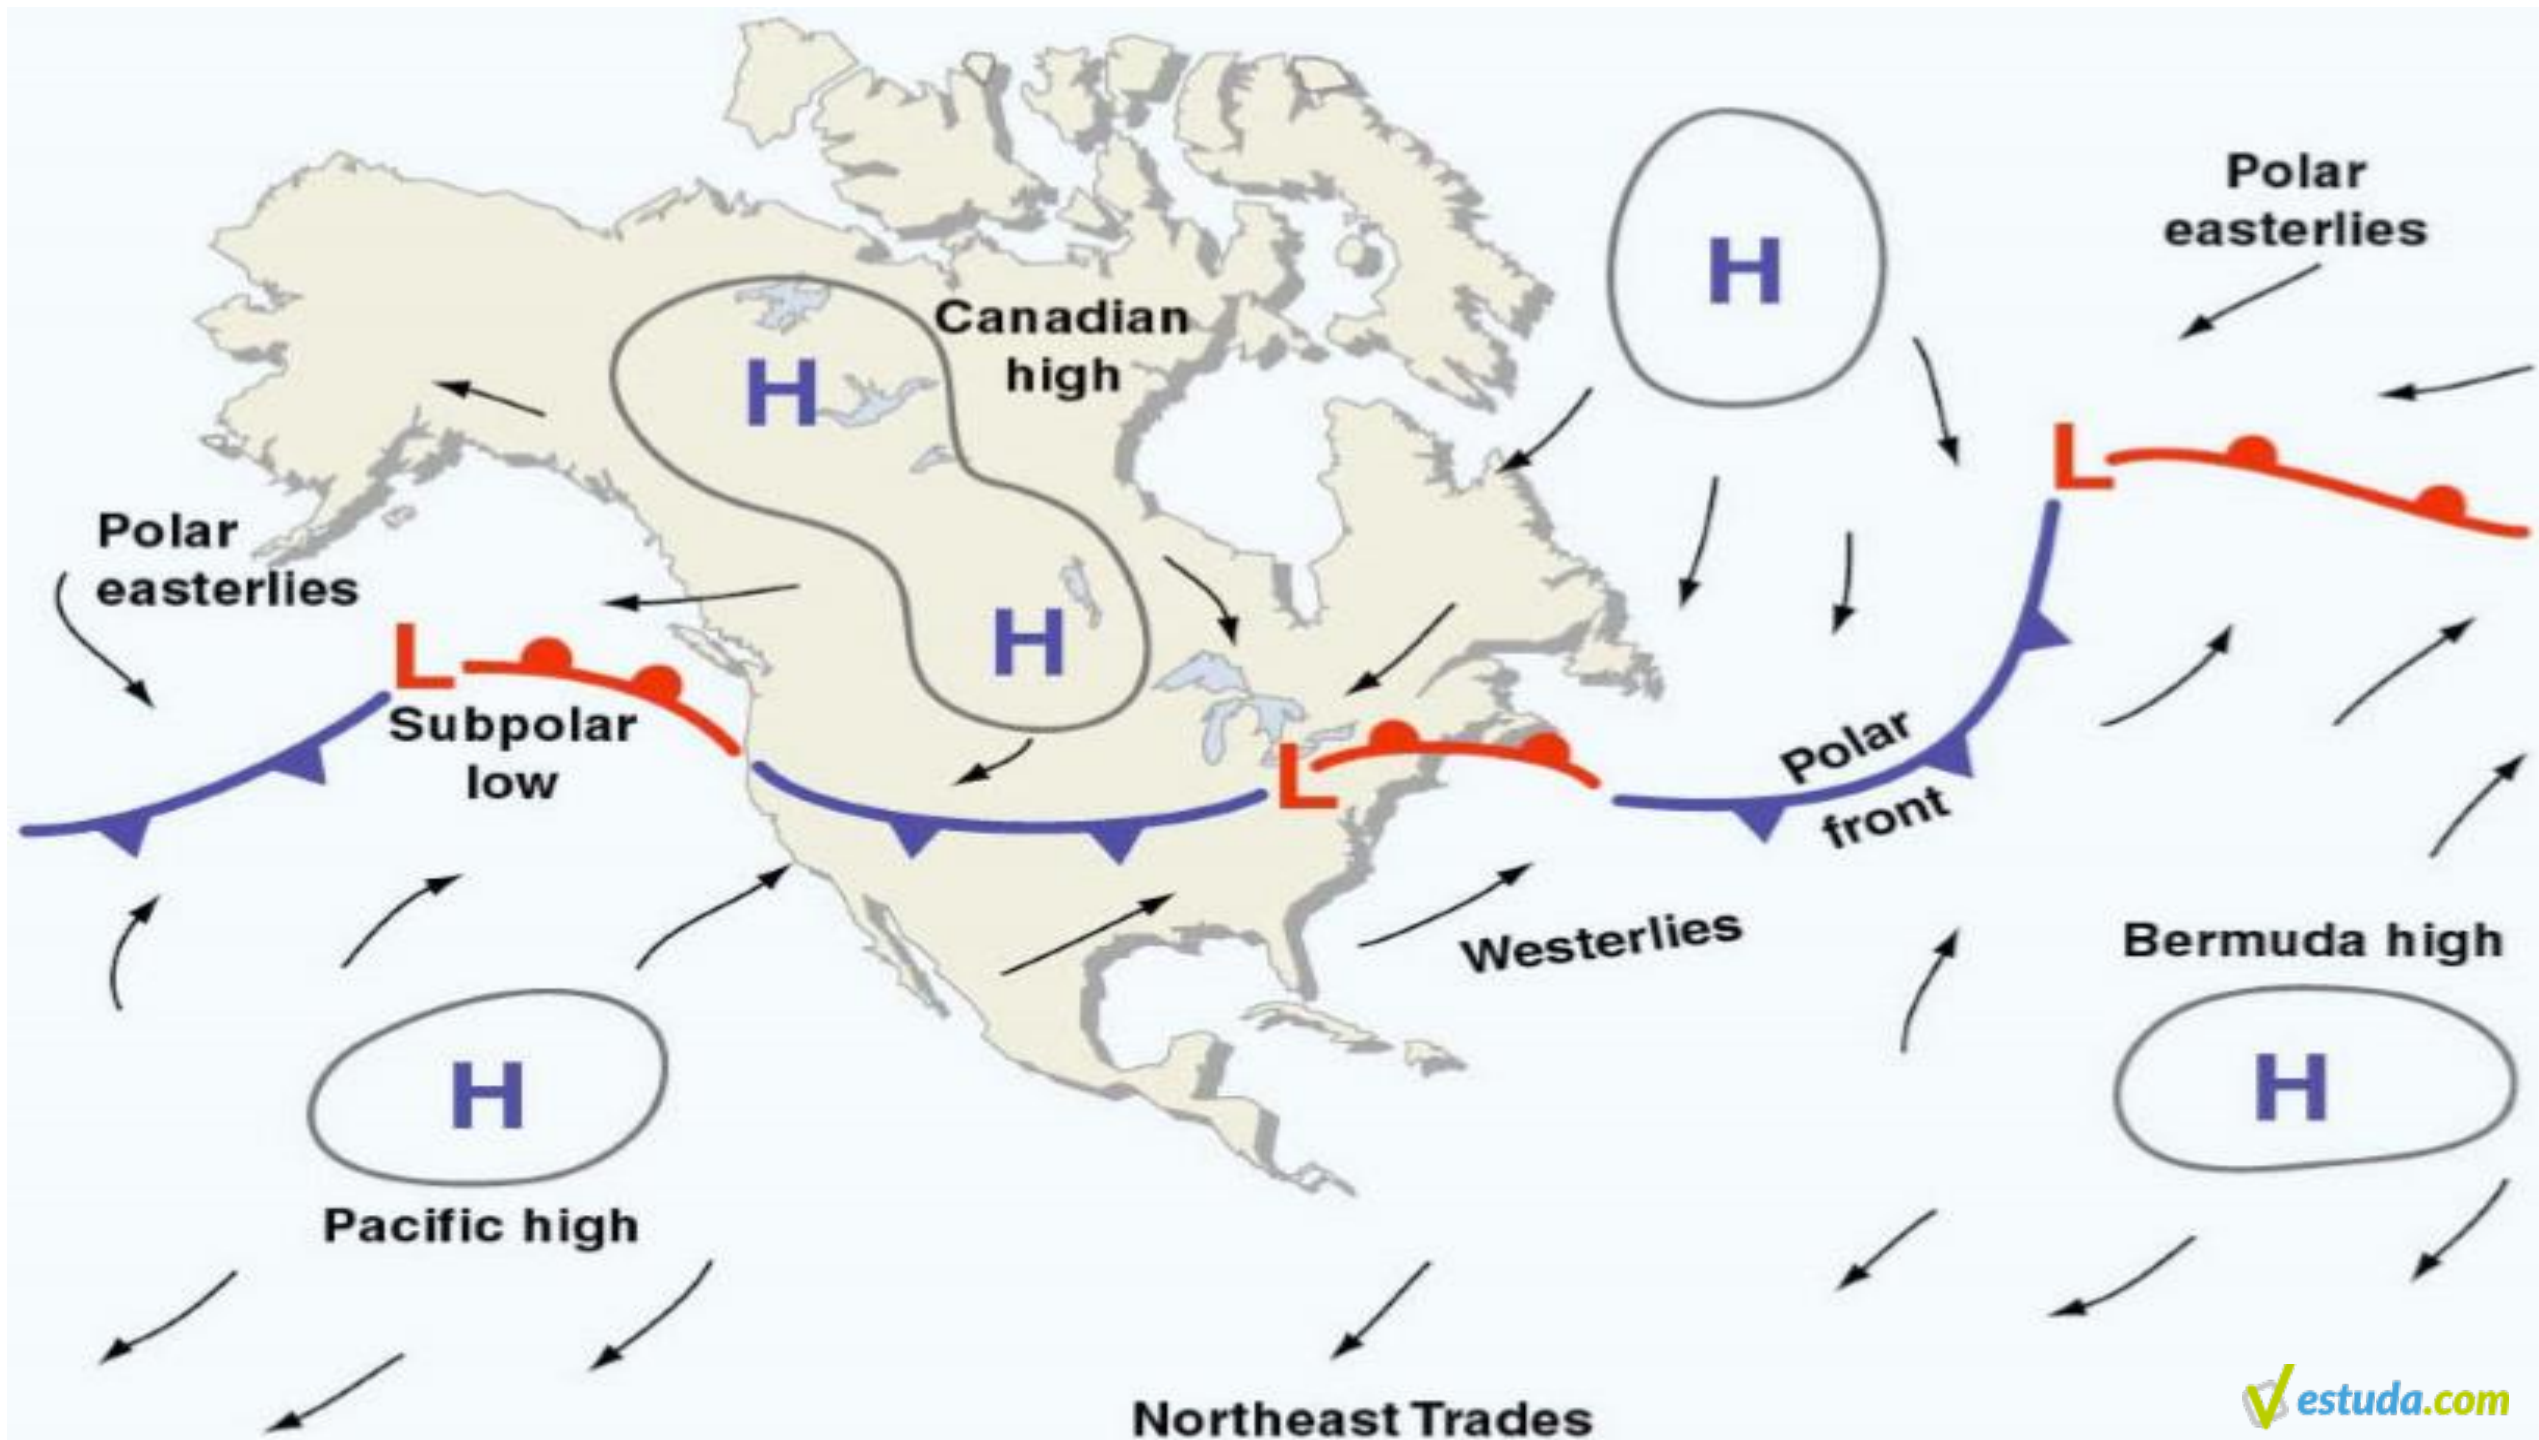 Polar
easterlies
H
Canadian
high
H
L
Polar
easterlies
H
L
Subpolar
low
L
Polar
front
Westerlies
Bermuda high
H
H
Pacific high
Northeast Trades
estuda.com